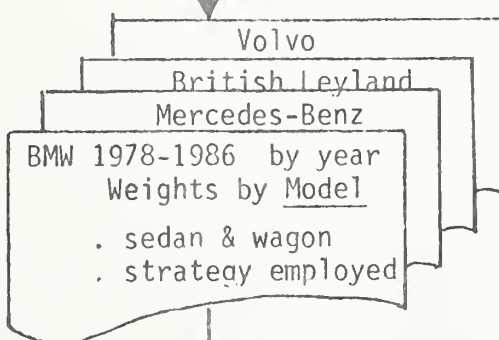 Volvo
British Leyland
Mercedes-Benz
BMW 1978-1986 by year
Weights by Model
. sedan & wagon
. strategy employed